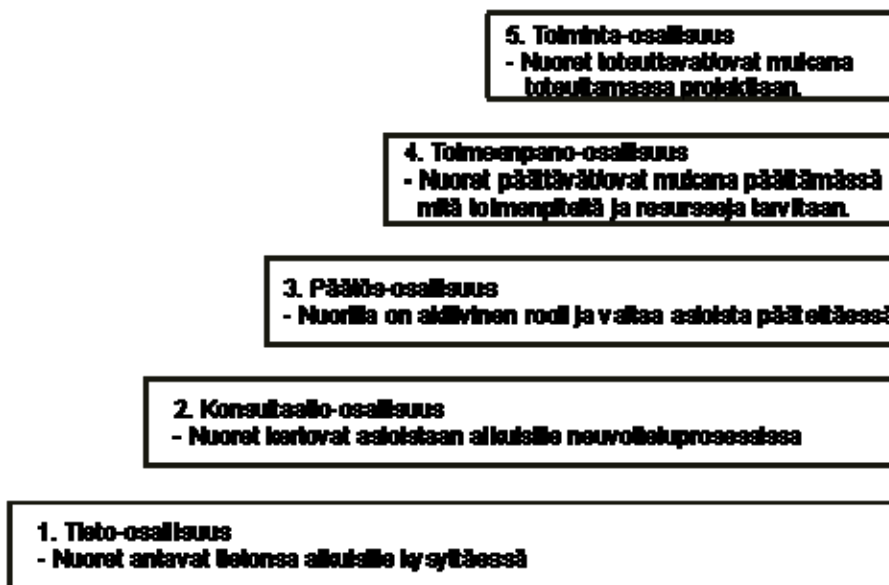 5. Toiminta-osallisuus
- Nuoret toteuttavat/ovat mukana
toteuttamassa projektiaan.
4. Toimeenpano-osallisuus
- Nuoret päättävät/ovat mukana päättämässä
mitä toimenpiteitä ja resursseja tarvitaan.
3. Päätös-osallisuus
- Nuorilla on aktiivinen rooli ja valtaa asioista päätettäessä
2. Konsultaatio-osallisuus
- Nuoret kertovat asioistaan aikuisille neuvotteluprosessissa
1. Tieto-osallisuus
- Nuoret antavat tietonsa aikuisille kysyttäessä